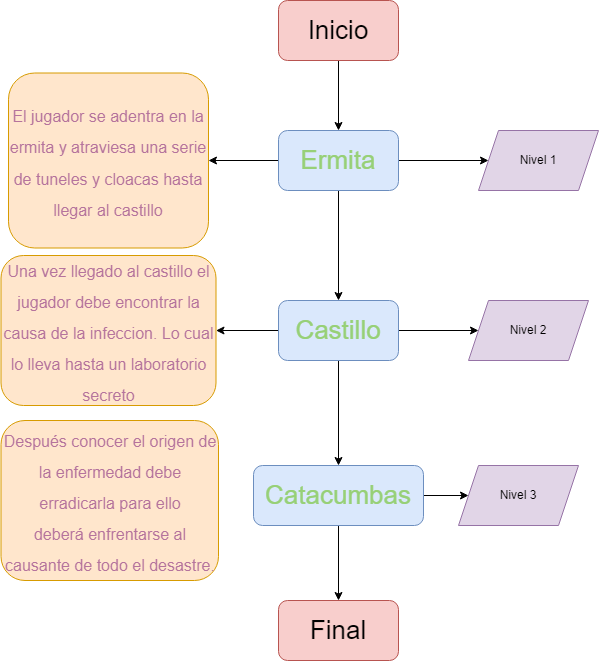 Inicio
El jugador se adentra en la
ermita y atraviesa una serie
de tuneles y cloacas hasta
llegar al castillo
Ermita
Nivel 1
Una vez llegado al castillo el
jugador debe encontrar la
causa de la infeccion. Lo cual
lo lleva hasta un laboratorio
secreto
Castillo
Nivel 2
Después conocer el origen de
la enfermedad debe
erradicarla para ello
deberá enfrentarse al
causante de todo el desastre.
Catacumbas
Nivel 3
Final